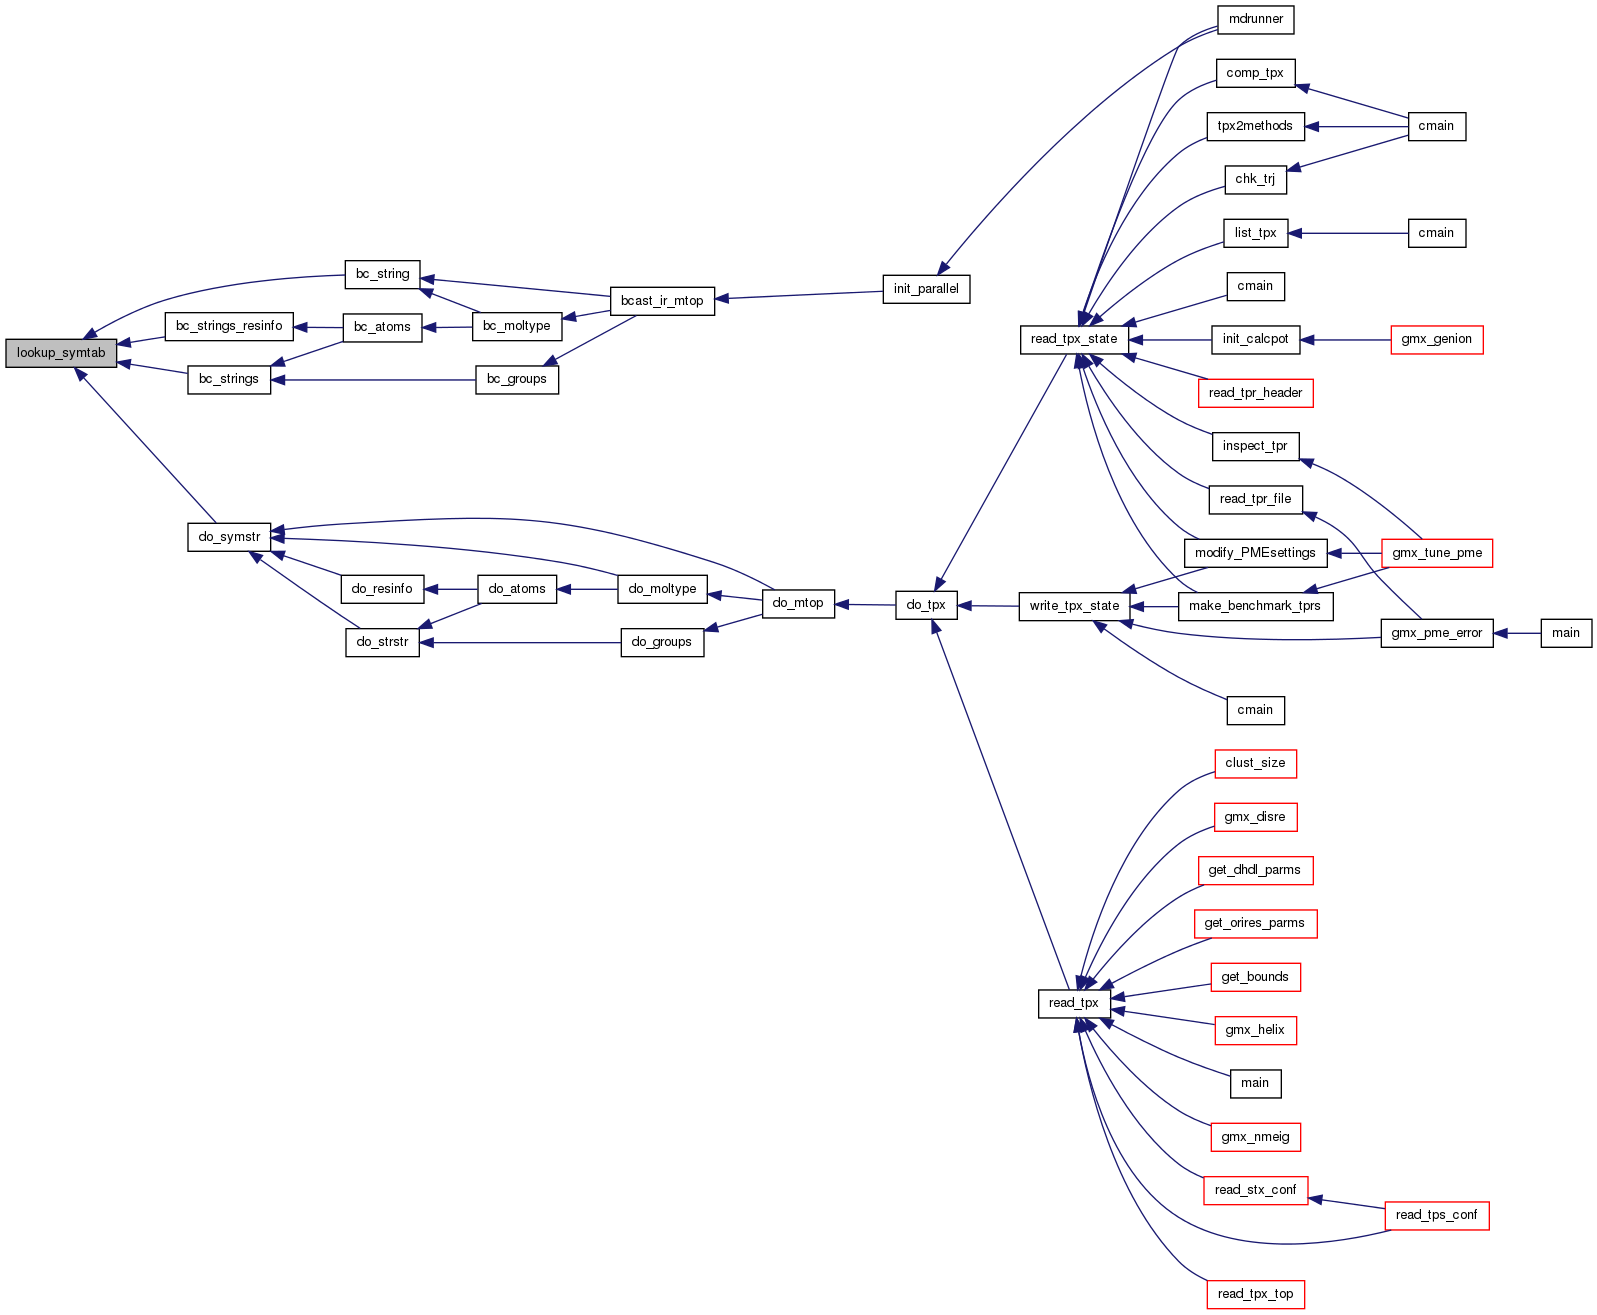 mdrunner
comp_tpx
tpx2methods
cmain
chk_trj
list_tpx
cmain
bc_string
cmain
init_parallel
bcast_ir_mtop
bc_strings_resinfo
bc_atoms
bc_moltype
read_tpx_state
init_calcpot
gmx_genion
lookup_symtab
bc_strings
bc_groups
read_tpr_header
inspect_tpr
read_tpr_file
do_symstr
modify_PMEsettings
gmx_tune_pme
do_resinfo
do_atoms
do_moltype
do_mtop
do_tpx
write_tpx_state
make_benchmark_tprs
do_strstr
do_groups
gmx_pme_error
main
cmain
clust_size
gmx_disre
get_dhdl_parms
get_orires_parms
get_bounds
read_tpx
gmx_helix
main
gmx_nmeig
read_stx_conf
read_tps_conf
read_tpx_top